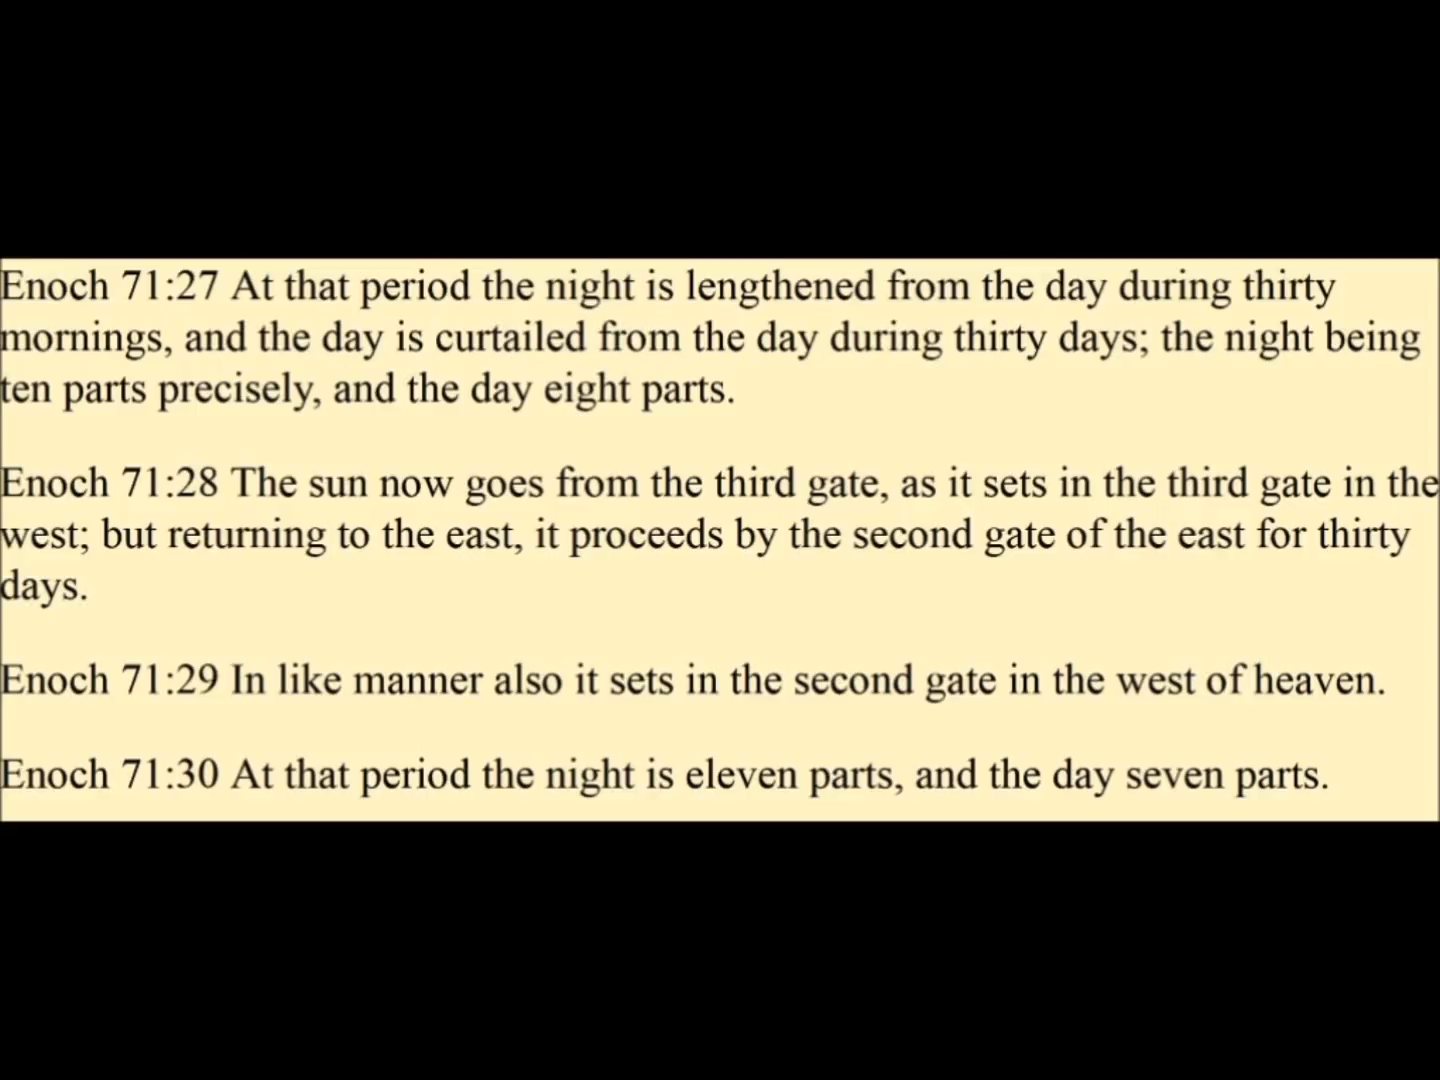 Enoch 71:27 At that period the night is lengthened from the day during thirty
mornings, and the day is curtailed from the day during thirty days; the night being
ten parts precisely, and the day eight parts.
Enoch 71:28 The sun now goes from the third gate, as it sets in the third gate in the
west; but returning to the east, it proceeds by the second gate of the east for thirty
days.
Enoch 71:29 In like manner also it sets in the second gate in the west of heaven.
Enoch 71:30 At that period the night is eleven parts, and the day seven parts.